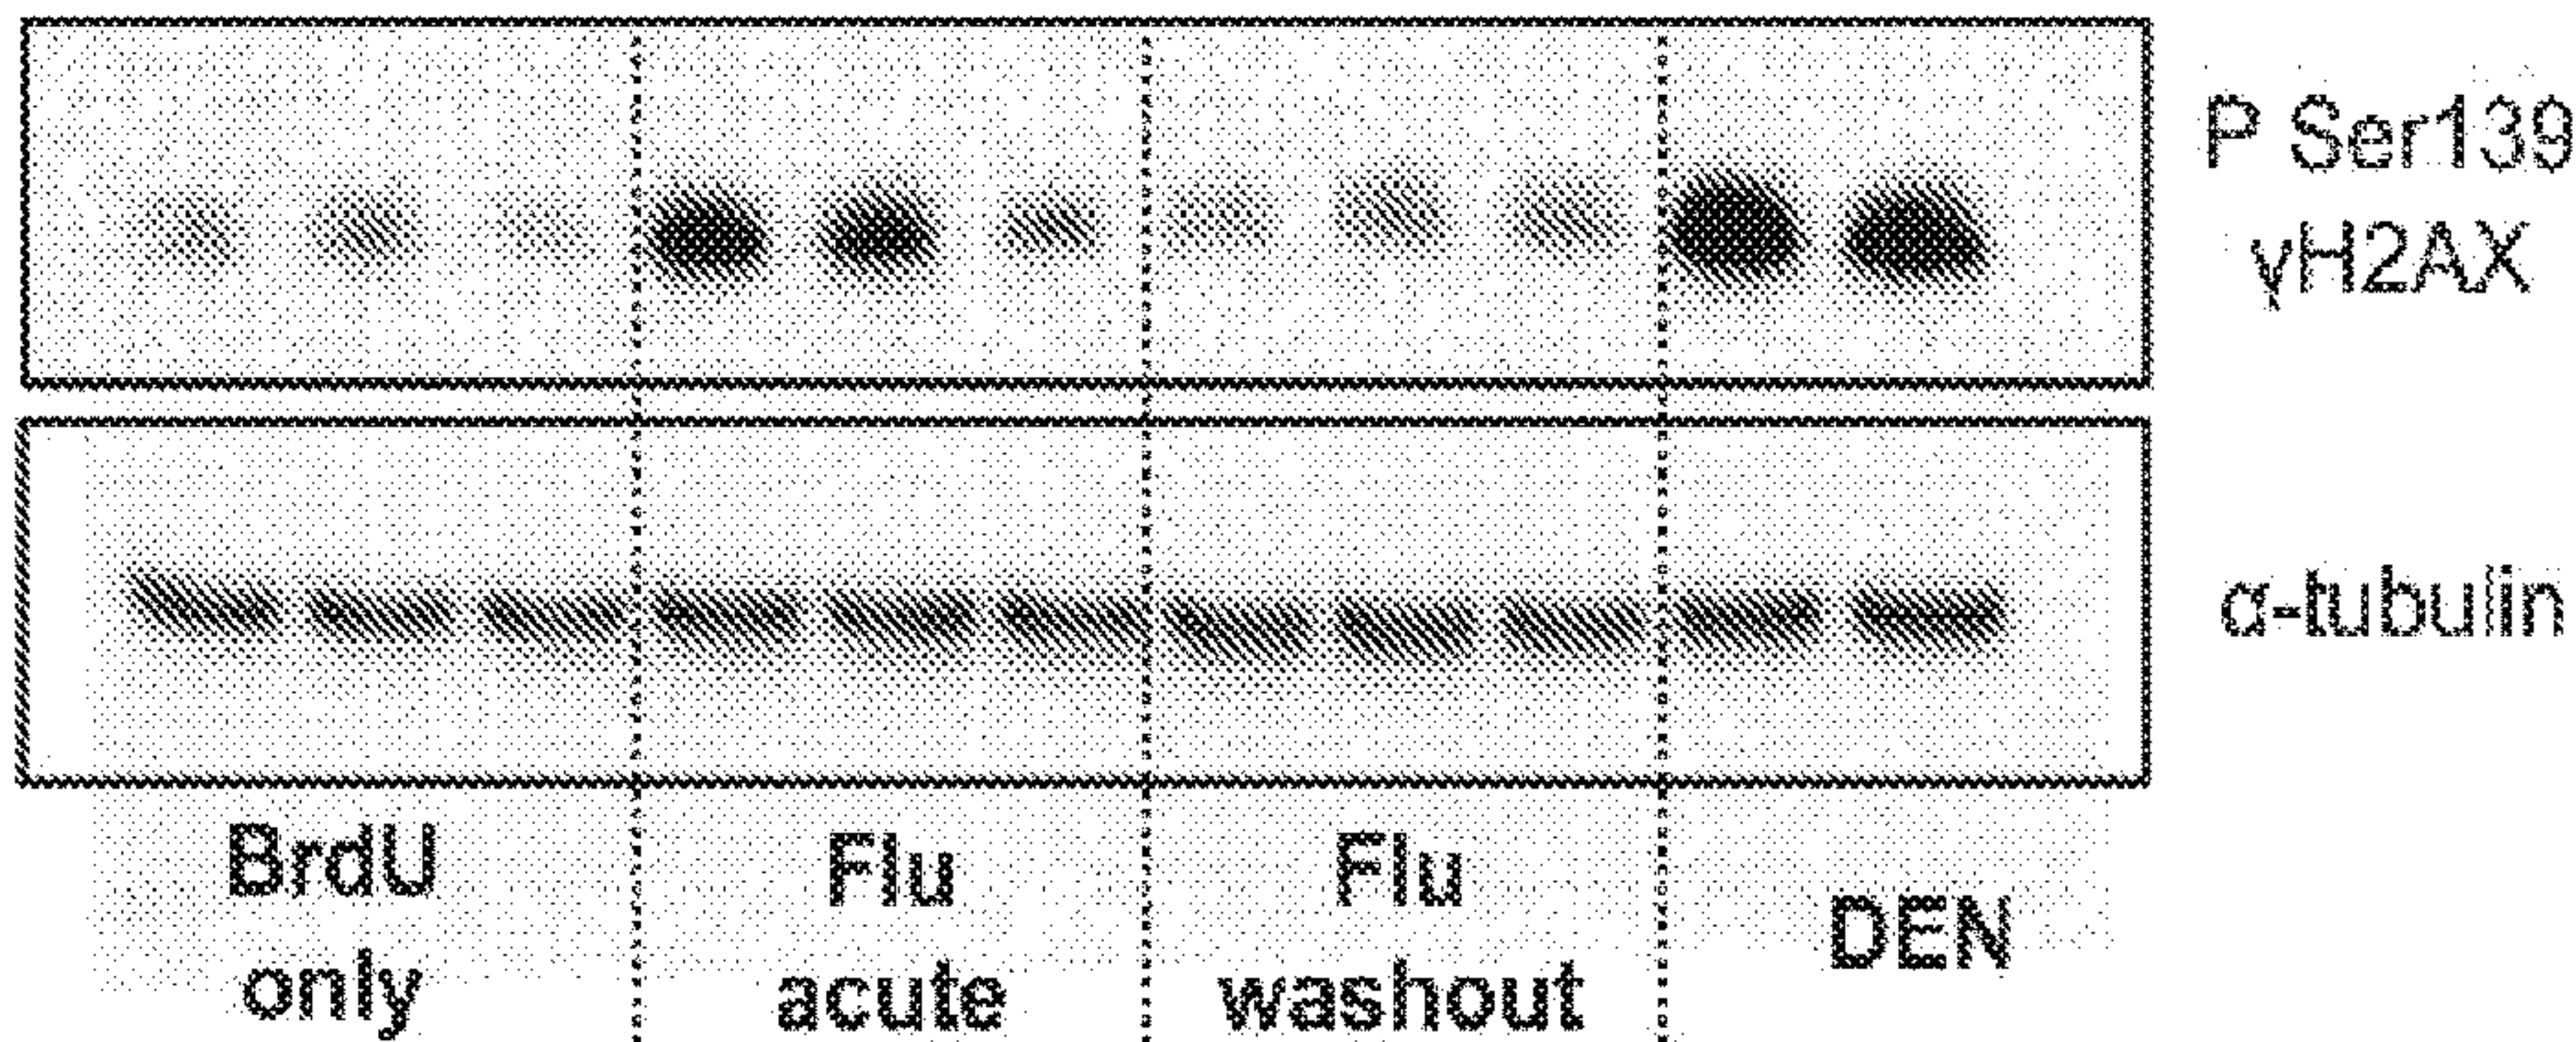 P Ser139
γH2AX
α-tubulin
BrdU
only
Flu
acute
Flu
washout
DEN